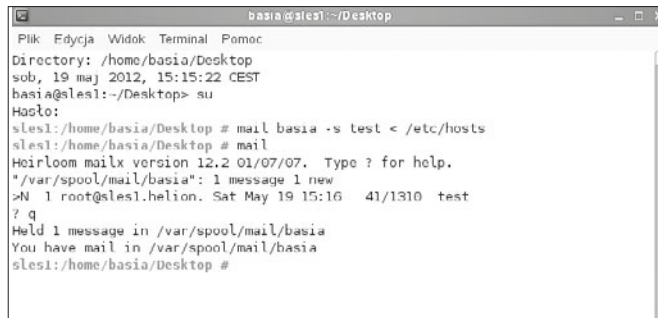 basia@sles1:~/Desktop
Plik Edycja Widok Terminal Pomoc
Directory: /home/basia/Desktop
sob, 19 maj 2012, 15:15:22 CEST
basia@sles1:~/Desktop> su
Hasło:
sles1:/home/basia/Desktop # mail basia -s test < /etc/hosts
sles1:/home/basia/Desktop # mail
Heirloom mailx version 12.2 01/07/07.  Type ? for help.
"/var/spool/mail/basia": 1 message 1 new
>N  1 root@sles1.helion. Sat May 19 15:16   41/1310  test
? q
Held 1 message in /var/spool/mail/basia
You have mail in /var/spool/mail/basia
sles1:/home/basia/Desktop #